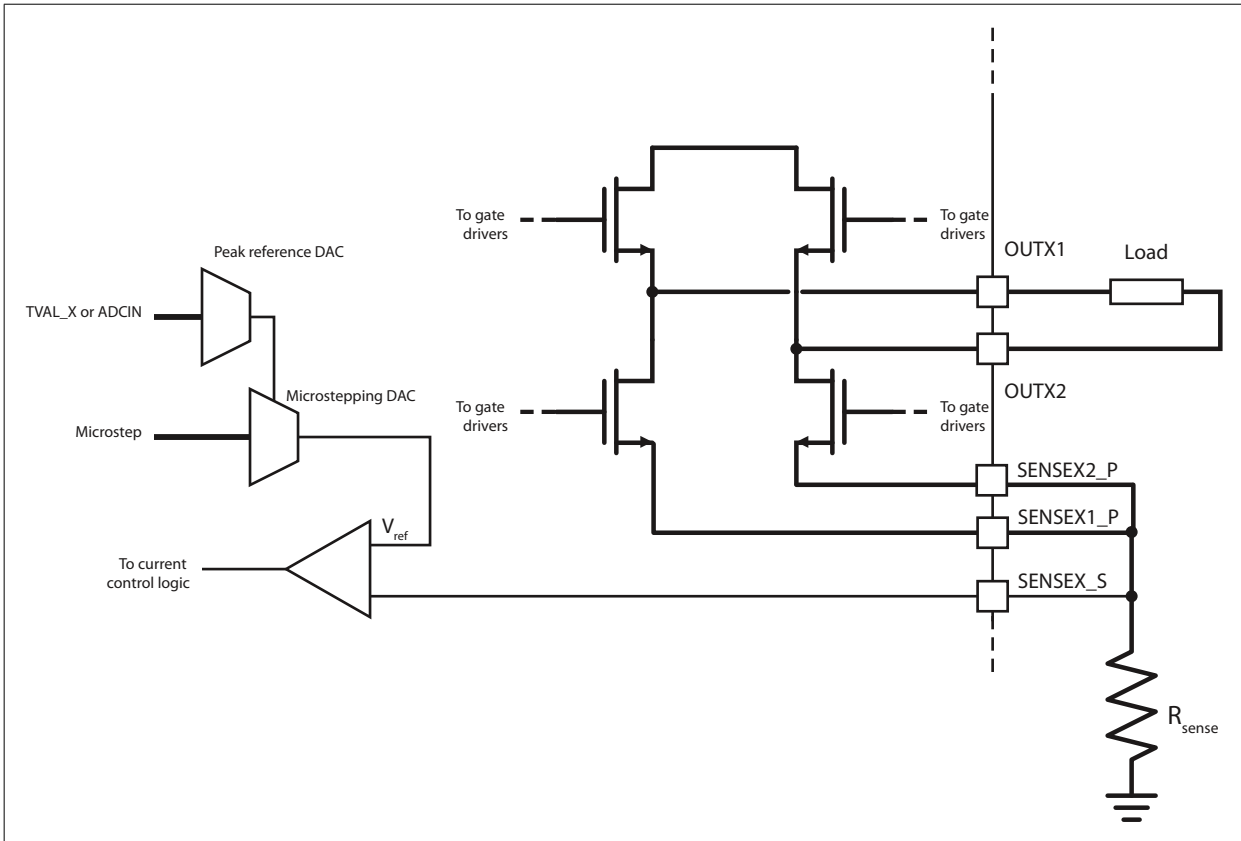 To gate
drivers
To gate
drivers
OUTX1
Load
Peak reference DAC
TVAL_X or ADCIN
Microstepping DAC
Microstep
To gate
drivers
To gate
drivers
OUTX2
SENSEX2_P
SENSEX1_P
Vref
To current
control logic
SENSEX_S
Rsense